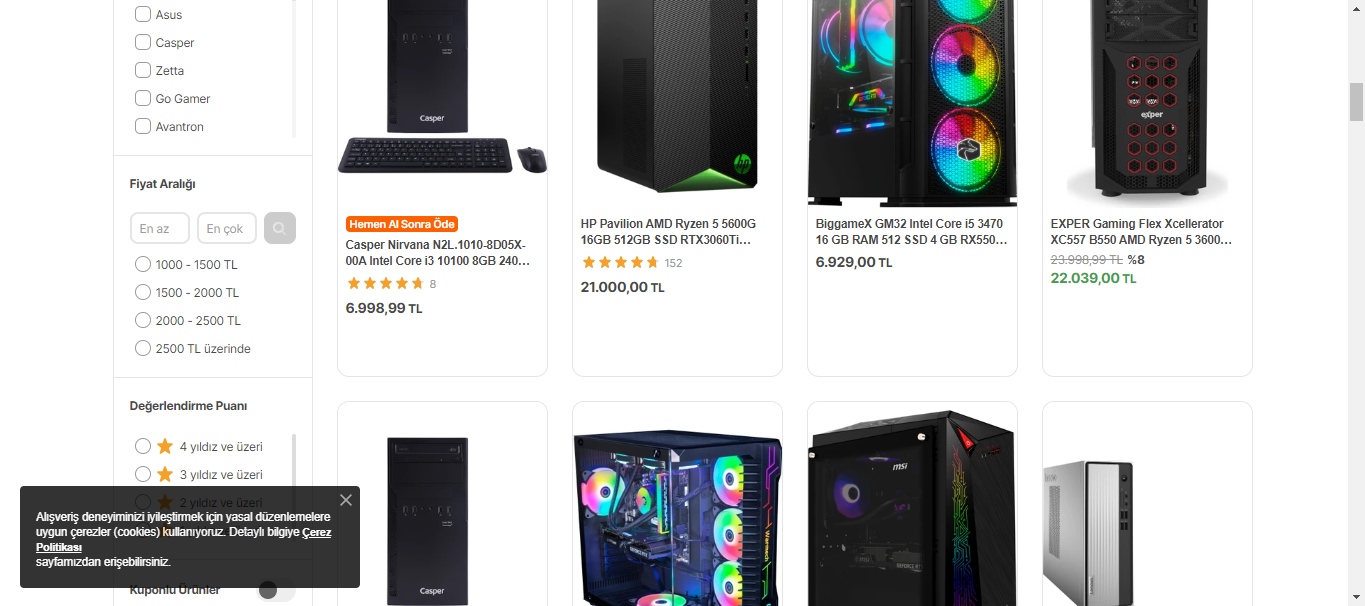 Asus
Casper
Zetta
Go Gamer
Avantron
Fiyat Aralığı
En az
En çok
1000 - 1500 TL
1500 - 2000 TL
2000 - 2500 TL
2500 TL üzerinde
Değerlendirme Puanı
4 yıldız ve üzeri
3 yıldız ve üzeri
2 yıldız ve üzeri
Alışveriş deneyiminizi iyileştirmek için yasal düzenlemelere
uygun çerezler (cookies) kullanıyoruz. Detaylı bilgiye Çerez
Politikası
sayfamızdan erişebilirsiniz.
Kuponlu Ürünler
Casper
Hemen Al Sonra Öde
Casper Nirvana N2L.1010-8D05X-
00A Intel Core i3 10100 8GB 240...
8
6.998,99 TL
hp
HP Pavilion AMD Ryzen 5 5600G
16GB 512GB SSD RTX3060Ti...
152
21.000,00 TL
BiggameX GM32 Intel Core i5 3470
16 GB RAM 512 SSD 4 GB RX550...
6.929,00 TL
exper
EXPER Gaming Flex Xcellerator
XC557 B550 AMD Ryzen 5 3600...
23.998,99 TL %8
22.039,00 TL
Casper
Warmech
msi